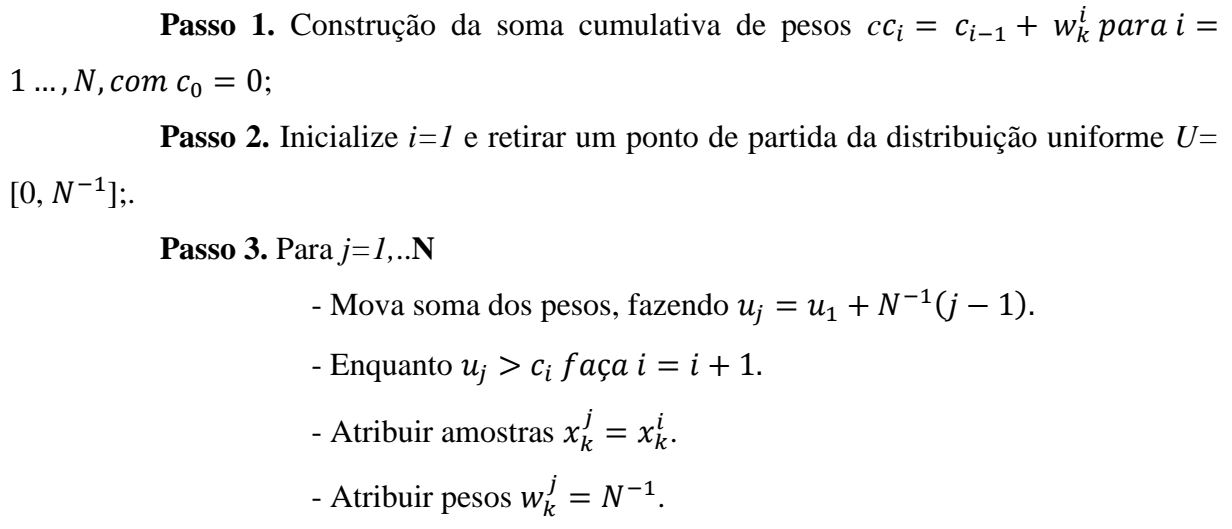 Passo 1. Construção da soma cumulativa de pesos $cc_i = c_{i-1} + w_k^i \, para \, i =$
$1 \ldots, N, com \, c_0 = 0;$
Passo 2. Inicialize i=1 e retirar um ponto de partida da distribuição uniforme U=
$[0, N^{-1}]$;.
Passo 3. Para j=1,..N
- Mova soma dos pesos, fazendo $u_j = u_1 + N^{-1}(j - 1)$.
- Enquanto $u_j > c_i \, faça \, i = i + 1$.
- Atribuir amostras $x_k^j = x_k^i$.
- Atribuir pesos $w_k^j = N^{-1}$.